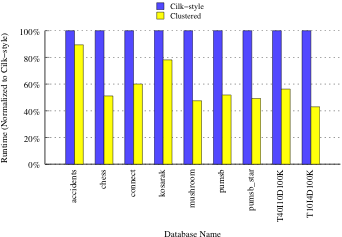 Cilk−style
Clustered
Runtime (Normalized to Cilk−style)
100%
80%
60%
40%
20%
0%
accidents
chess
connect
kosarak
mushroom
pumsb
pumsb_star
T40I10D100K
T10I4D100K
Database Name